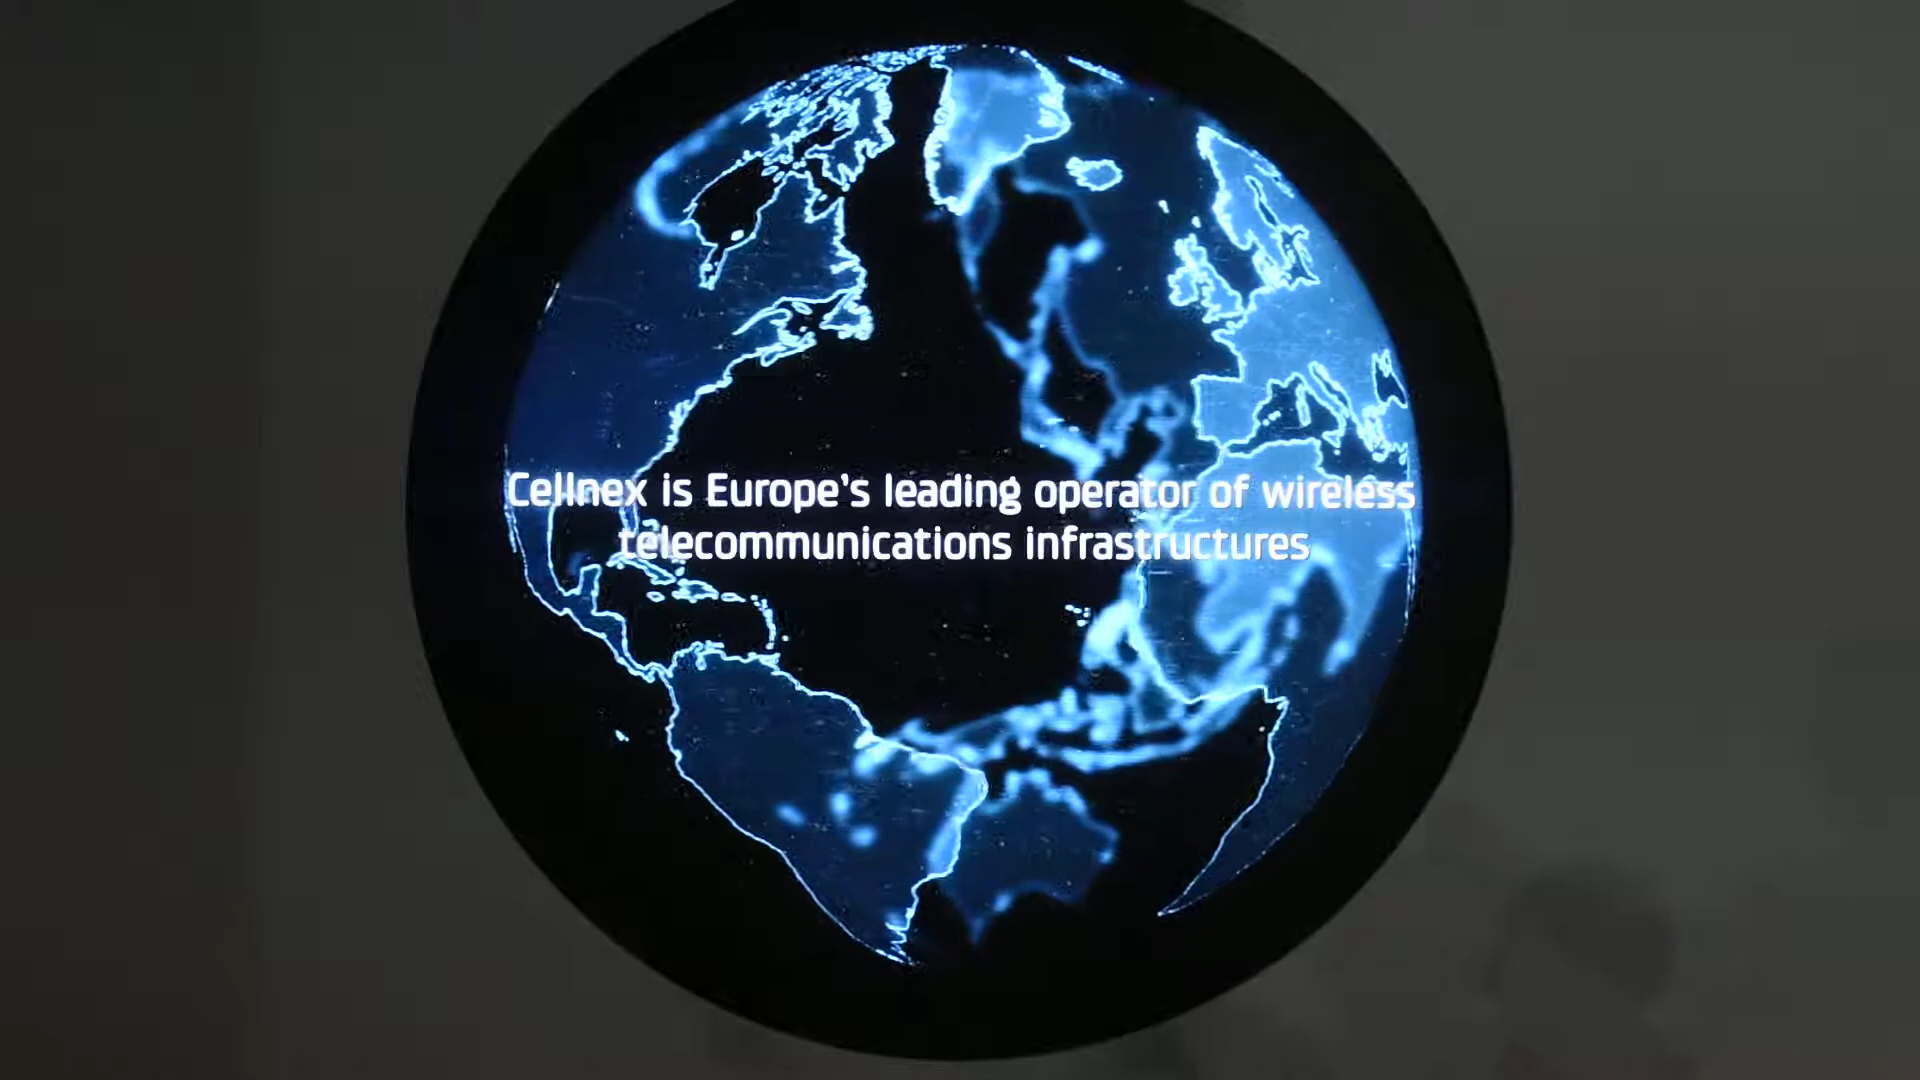 Cellnex is Europe's leading operator of wireless
telecommunications infrastructures